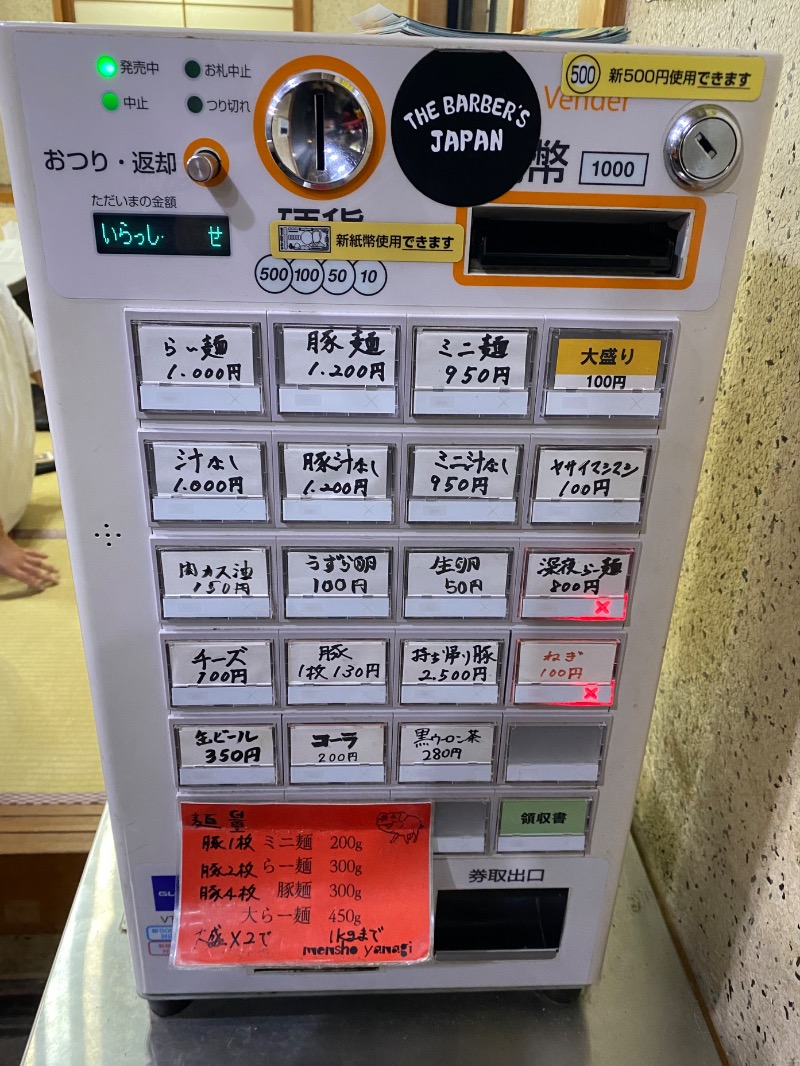 発売中
お札中止
中止
つり切れ
おつり・返却
ただいまの金額
いらっし
せ
THE BARBER'S
JAPAN
Vender
500 新500円使用できます
幣
1000
硬貨
新紙幣使用できます
500 100 50 10
らぃ麺
1.000円
豚麺
1.200円
ミニ麺
950円
大盛り
100円
汁なし
1.000円
豚汁なし
1.200円
ミニ汁なし
950円
ヤサイマシマシ
100円
肉カス油
150円
うずら卵
100円
生卵
50円
深夜らー麺
800円
チーズ
100円
豚
1枚130円
持ち帰り豚
2.500円
ねぎ
100円
缶ビール
350円
コーラ
200円
黒ウーロン茶
280円
領収書
麺量
豚1枚 ミニ麺 200g
豚2枚 らー麺 300g
豚4枚 豚麺 300g
大らー麺 450g
大盛×2で 1kgまで
mensho yanagi
券取出口